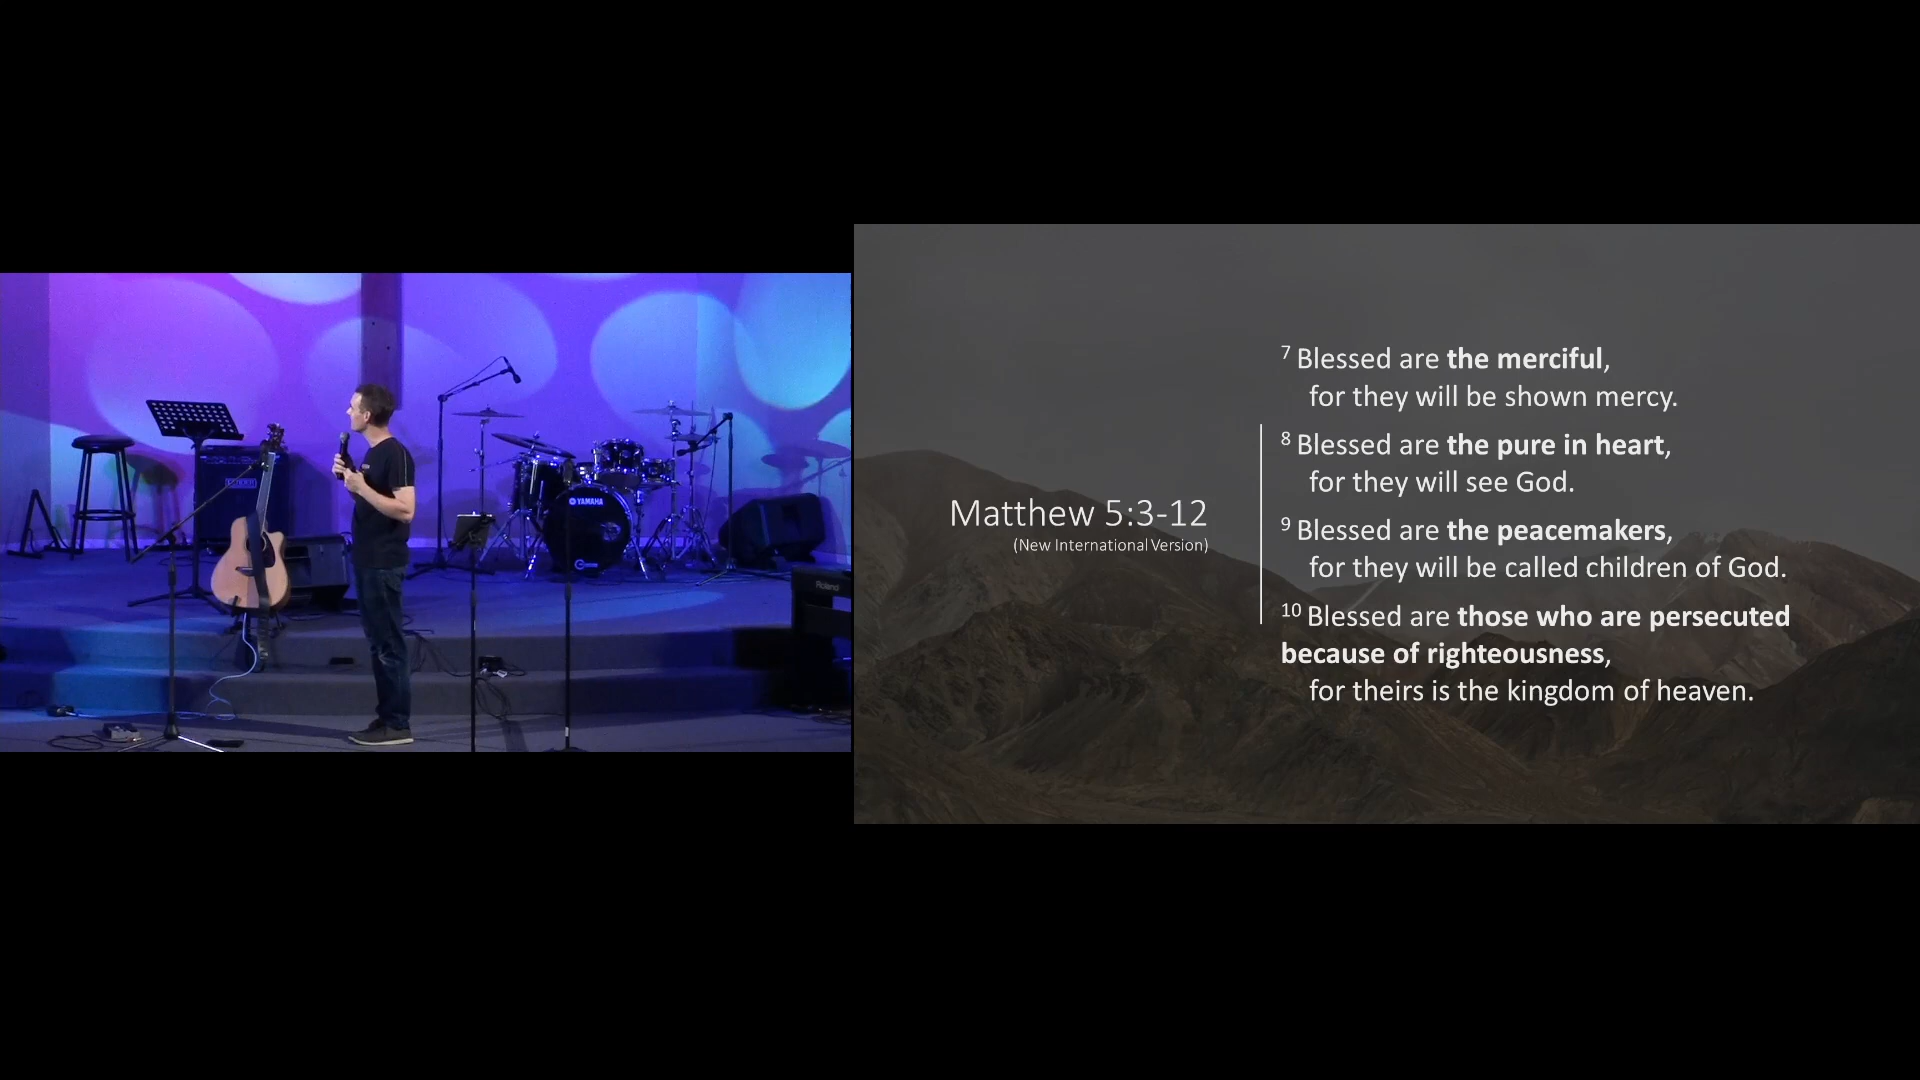 YAMAHA
Roland
Matthew 5:3-12
(New International Version)
7 Blessed are the merciful,
for they will be shown mercy.
8 Blessed are the pure in heart,
for they will see God.
9 Blessed are the peacemakers,
for they will be called children of God.
10 Blessed are those who are persecuted
because of righteousness,
for theirs is the kingdom of heaven.